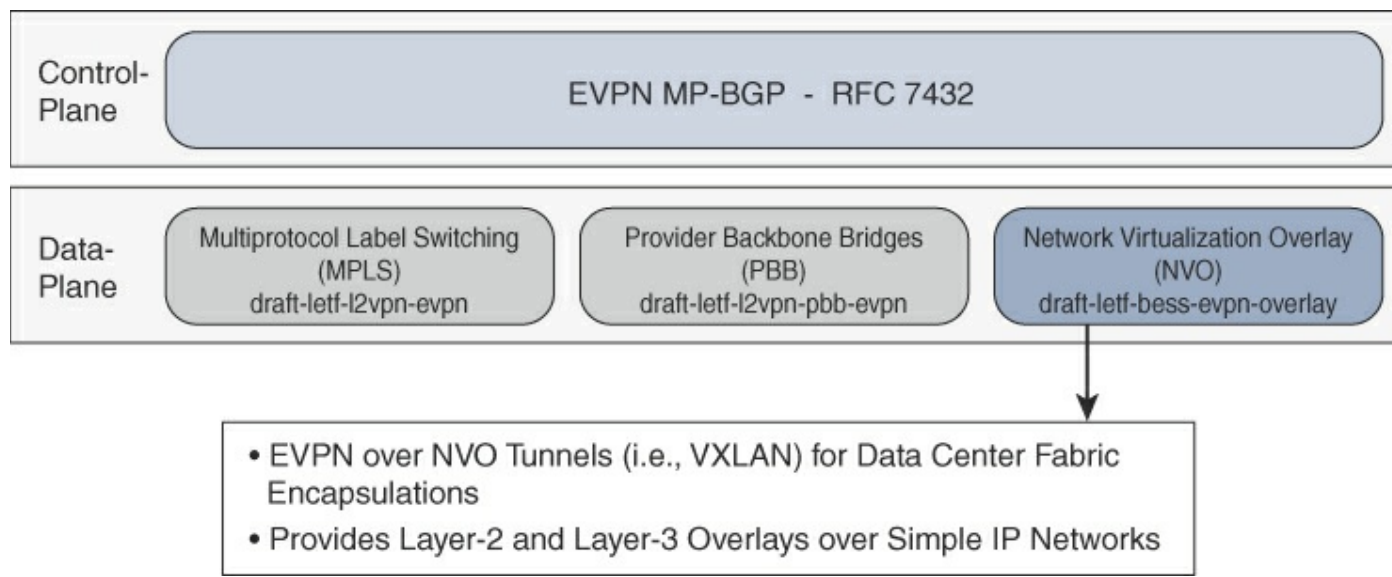 Control-
Plane
EVPN MP-BGP - RFC 7432
Data-
Plane
Multiprotocol Label Switching
(MPLS)
draft-letf-l2vpn-evpn
Provider Backbone Bridges
(PBB)
draft-letf-l2vpn-pbb-evpn
Network Virtualization Overlay
(NVO)
draft-letf-bess-evpn-overlay
• EVPN over NVO Tunnels (i.e., VXLAN) for Data Center Fabric
Encapsulations
• Provides Layer-2 and Layer-3 Overlays over Simple IP Networks